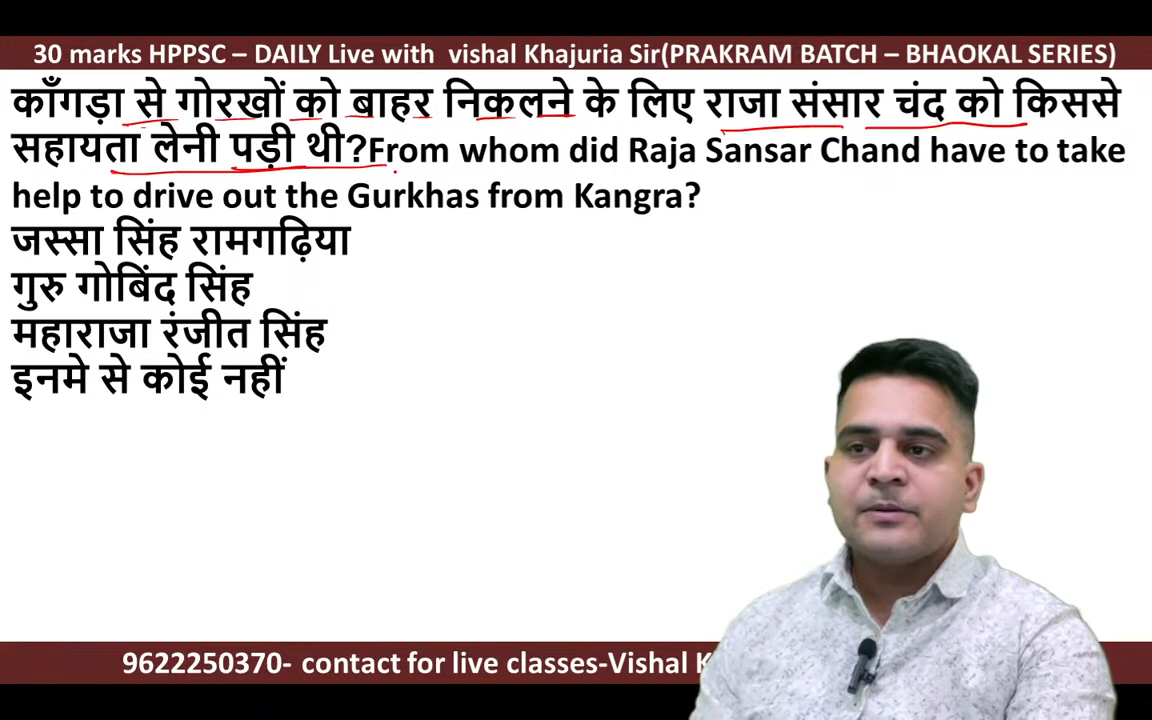 30 marks HPPSC – DAILY Live with vishal Khajuria Sir(PRAKRAM BATCH – BHAOKAL SERIES)
काँगड़ा से गोरखों को बाहर निकलने के लिए राजा संसार चंद को किससे
सहायता लेनी पड़ी थी?From whom did Raja Sansar Chand have to take
help to drive out the Gurkhas from Kangra?
जस्सा सिंह रामगढ़िया
गुरु गोबिंद सिंह
महाराजा रंजीत सिंह
इनमे से कोई नहीं
9622250370- contact for live classes-Vishal